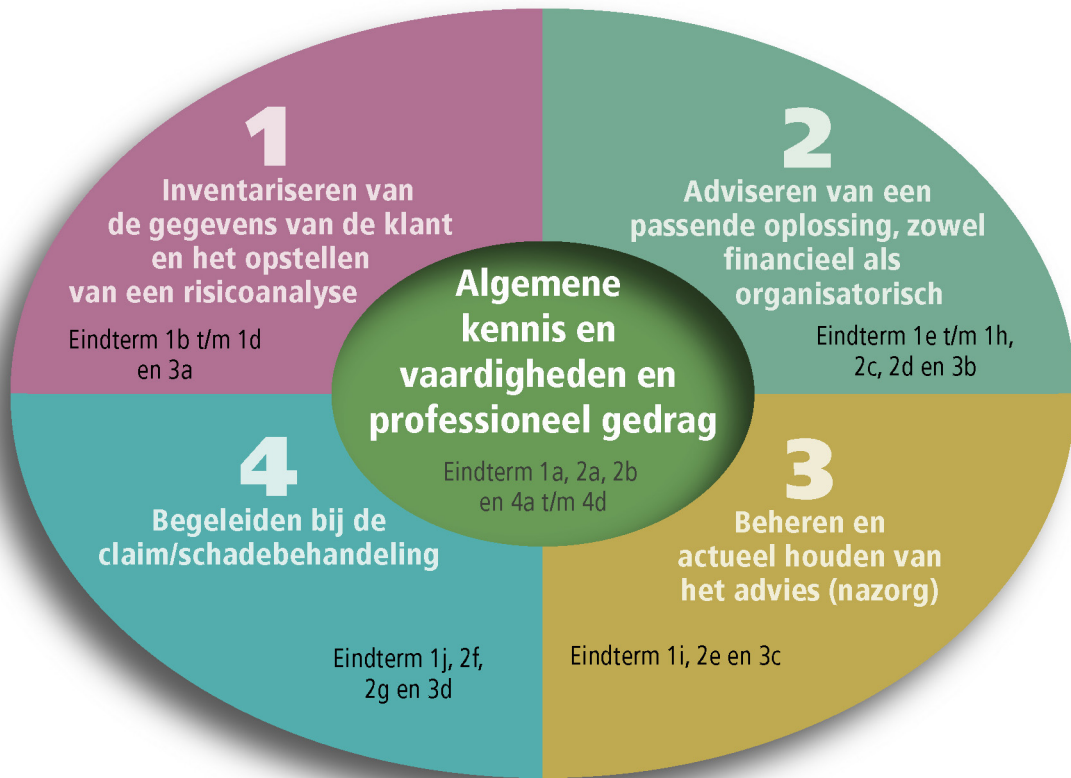 1
Inventariseren van
de gegevens van de klant
en het opstellen
van een risicoanalyse
Eindterm 1b t/m 1d
en 3a
2
Adviseren van een
passende oplossing, zowel
financieel als
organisatorisch
Eindterm 1e t/m 1h,
2c, 2d en 3b
Algemene
kennis en
vaardigheden en
professioneel gedrag
Eindterm 1a, 2a, 2b
en 4a t/m 4d
3
Beheren en
actueel houden van
het advies (nazorg)
Eindterm 1i, 2e en 3c
4
Begeleiden bij de
claim/schadebehandeling
Eindterm 1j, 2f,
2g en 3d